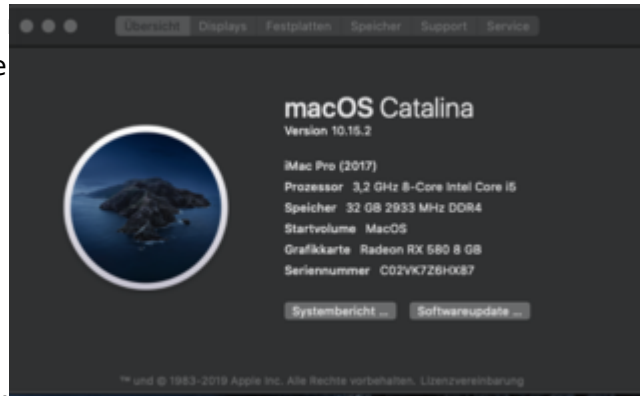 Übersicht Displays Festplatten Speicher Support Service
e
macOS Catalina
Version 10.15.2
iMac Pro (2017)
Prozessor 3,2 GHz 8-Core Intel Core i5
Speicher 32 GB 2933 MHz DDR4
Startvolume MacOS
Grafikkarte Radeon RX 580 8 GB
Seriennummer C02VK7Z6HX87
Systembericht ... Softwareupdate ...
™ und © 1983-2019 Apple Inc. Alle Rechte vorbehalten. Lizenzvereinbarung